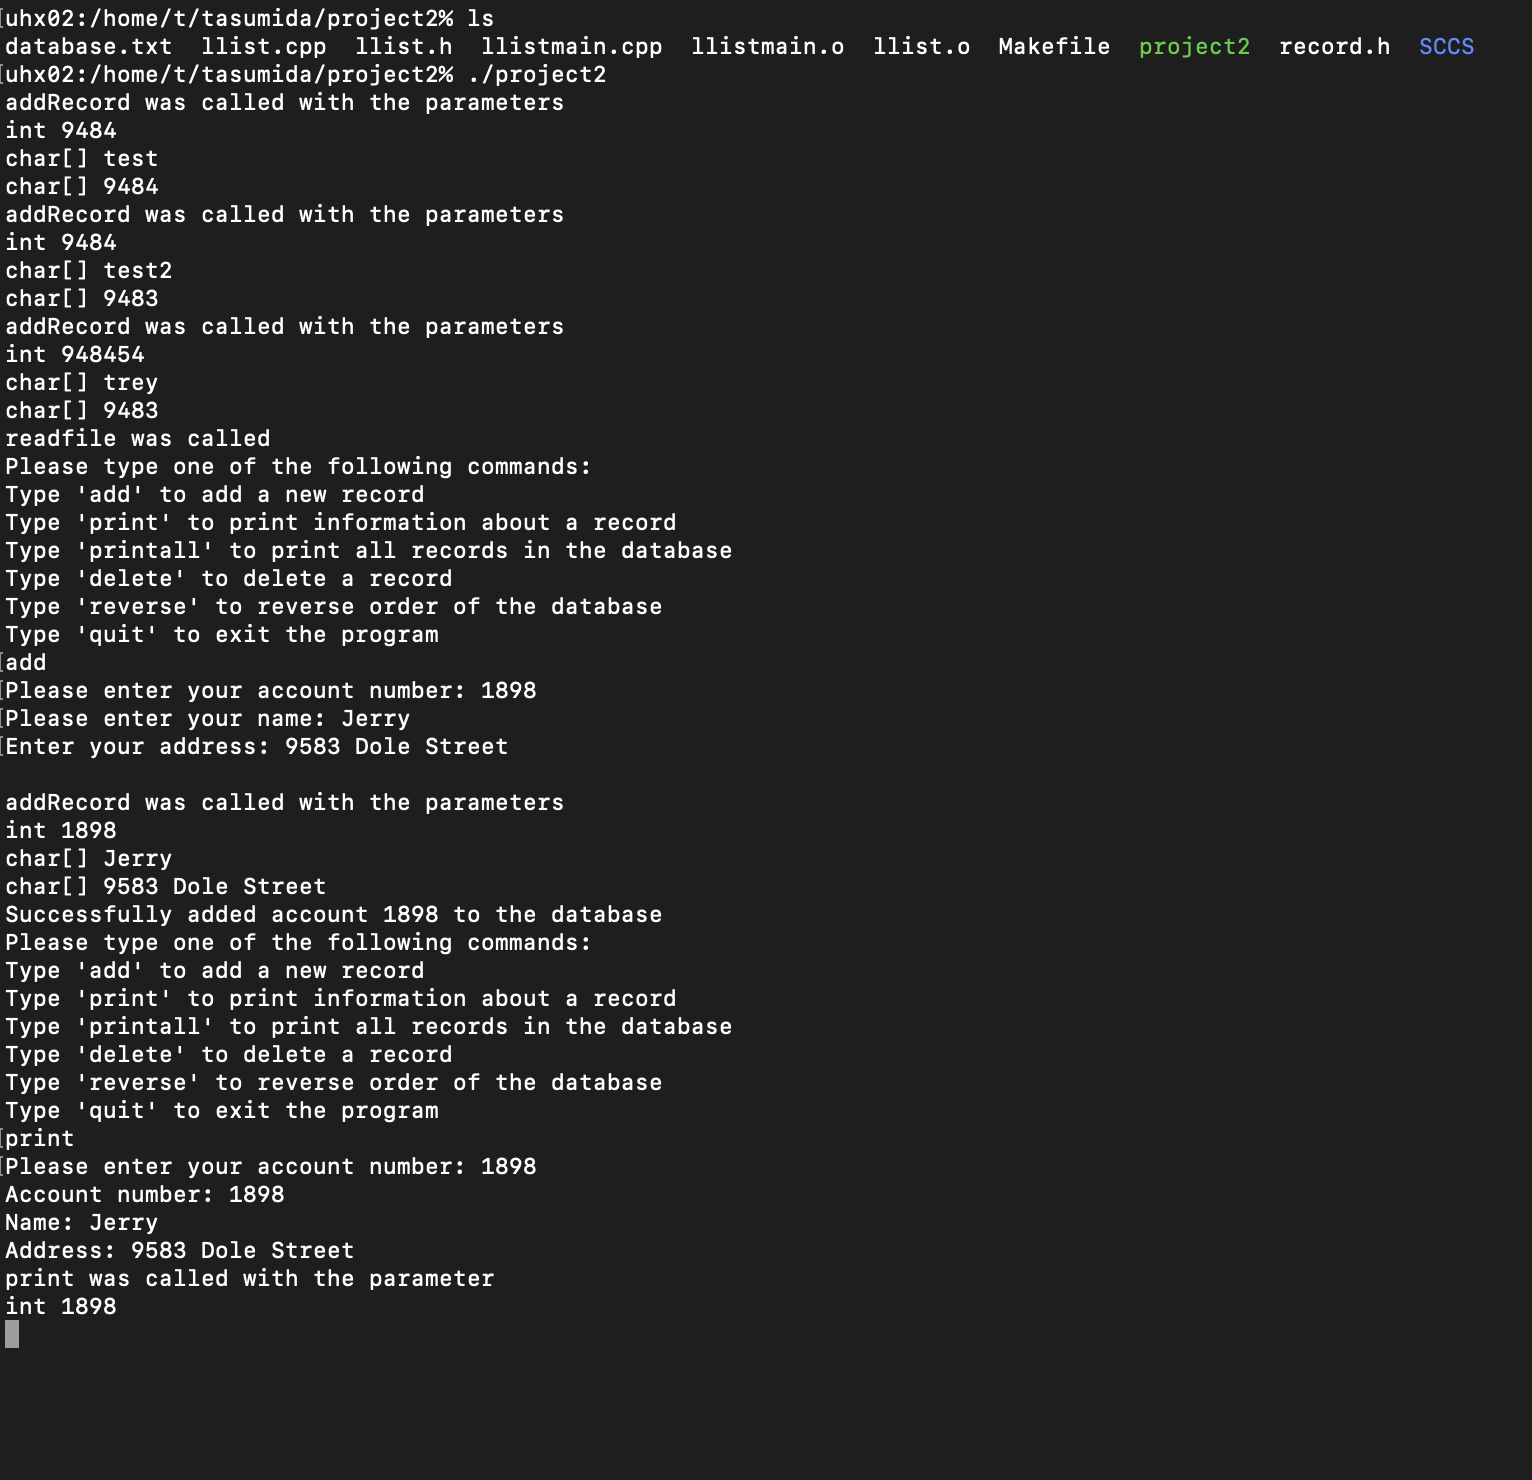 uhx02:/home/t/tasumida/project2% ls
database.txt  llist.cpp  llist.h  llistmain.cpp  llistmain.o  llist.o  Makefile  project2  record.h  SCCS
uhx02:/home/t/tasumida/project2% ./project2
addRecord was called with the parameters
int 9484
char[] test
char[] 9484
addRecord was called with the parameters
int 9484
char[] test2
char[] 9483
addRecord was called with the parameters
int 948454
char[] trey
char[] 9483
readfile was called
Please type one of the following commands:
Type 'add' to add a new record
Type 'print' to print information about a record
Type 'printall' to print all records in the database
Type 'delete' to delete a record
Type 'reverse' to reverse order of the database
Type 'quit' to exit the program
add
Please enter your account number: 1898
Please enter your name: Jerry
Enter your address: 9583 Dole Street

addRecord was called with the parameters
int 1898
char[] Jerry
char[] 9583 Dole Street
Successfully added account 1898 to the database
Please type one of the following commands:
Type 'add' to add a new record
Type 'print' to print information about a record
Type 'printall' to print all records in the database
Type 'delete' to delete a record
Type 'reverse' to reverse order of the database
Type 'quit' to exit the program
print
Please enter your account number: 1898
Account number: 1898
Name: Jerry
Address: 9583 Dole Street
print was called with the parameter
int 1898